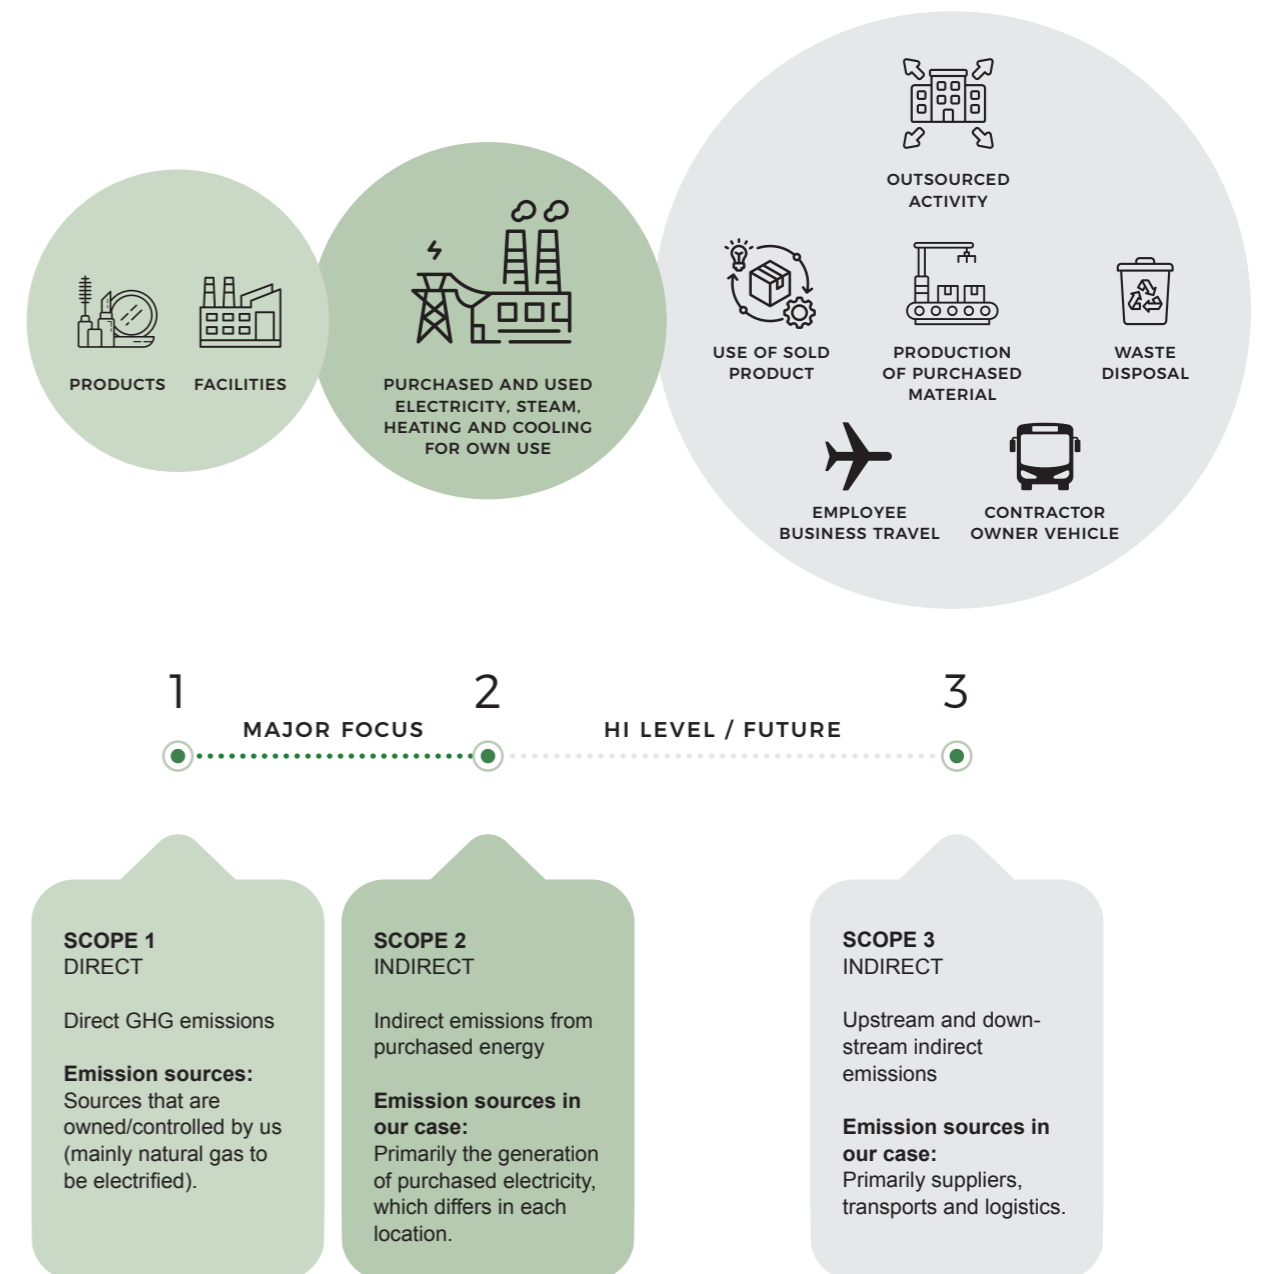 OUTSOURCED
ACTIVITY
PRODUCTS
FACILITIES
PURCHASED AND USED
ELECTRICITY, STEAM,
HEATING AND COOLING
FOR OWN USE
USE OF SOLD
PRODUCT
PRODUCTION
OF PURCHASED
MATERIAL
WASTE
DISPOSAL
EMPLOYEE
BUSINESS TRAVEL
CONTRACTOR
OWNER VEHICLE
1
MAJOR FOCUS
2
HI LEVEL / FUTURE
3
SCOPE 1
DIRECT
Direct GHG emissions
Emission sources:
Sources that are
owned/controlled by us
(mainly natural gas to
be electrified).
SCOPE 2
INDIRECT
Indirect emissions from
purchased energy
Emission sources in
our case:
Primarily the generation
of purchased electricity,
which differs in each
location.
SCOPE 3
INDIRECT
Upstream and down-
stream indirect
emissions
Emission sources in
our case:
Primarily suppliers,
transports and logistics.